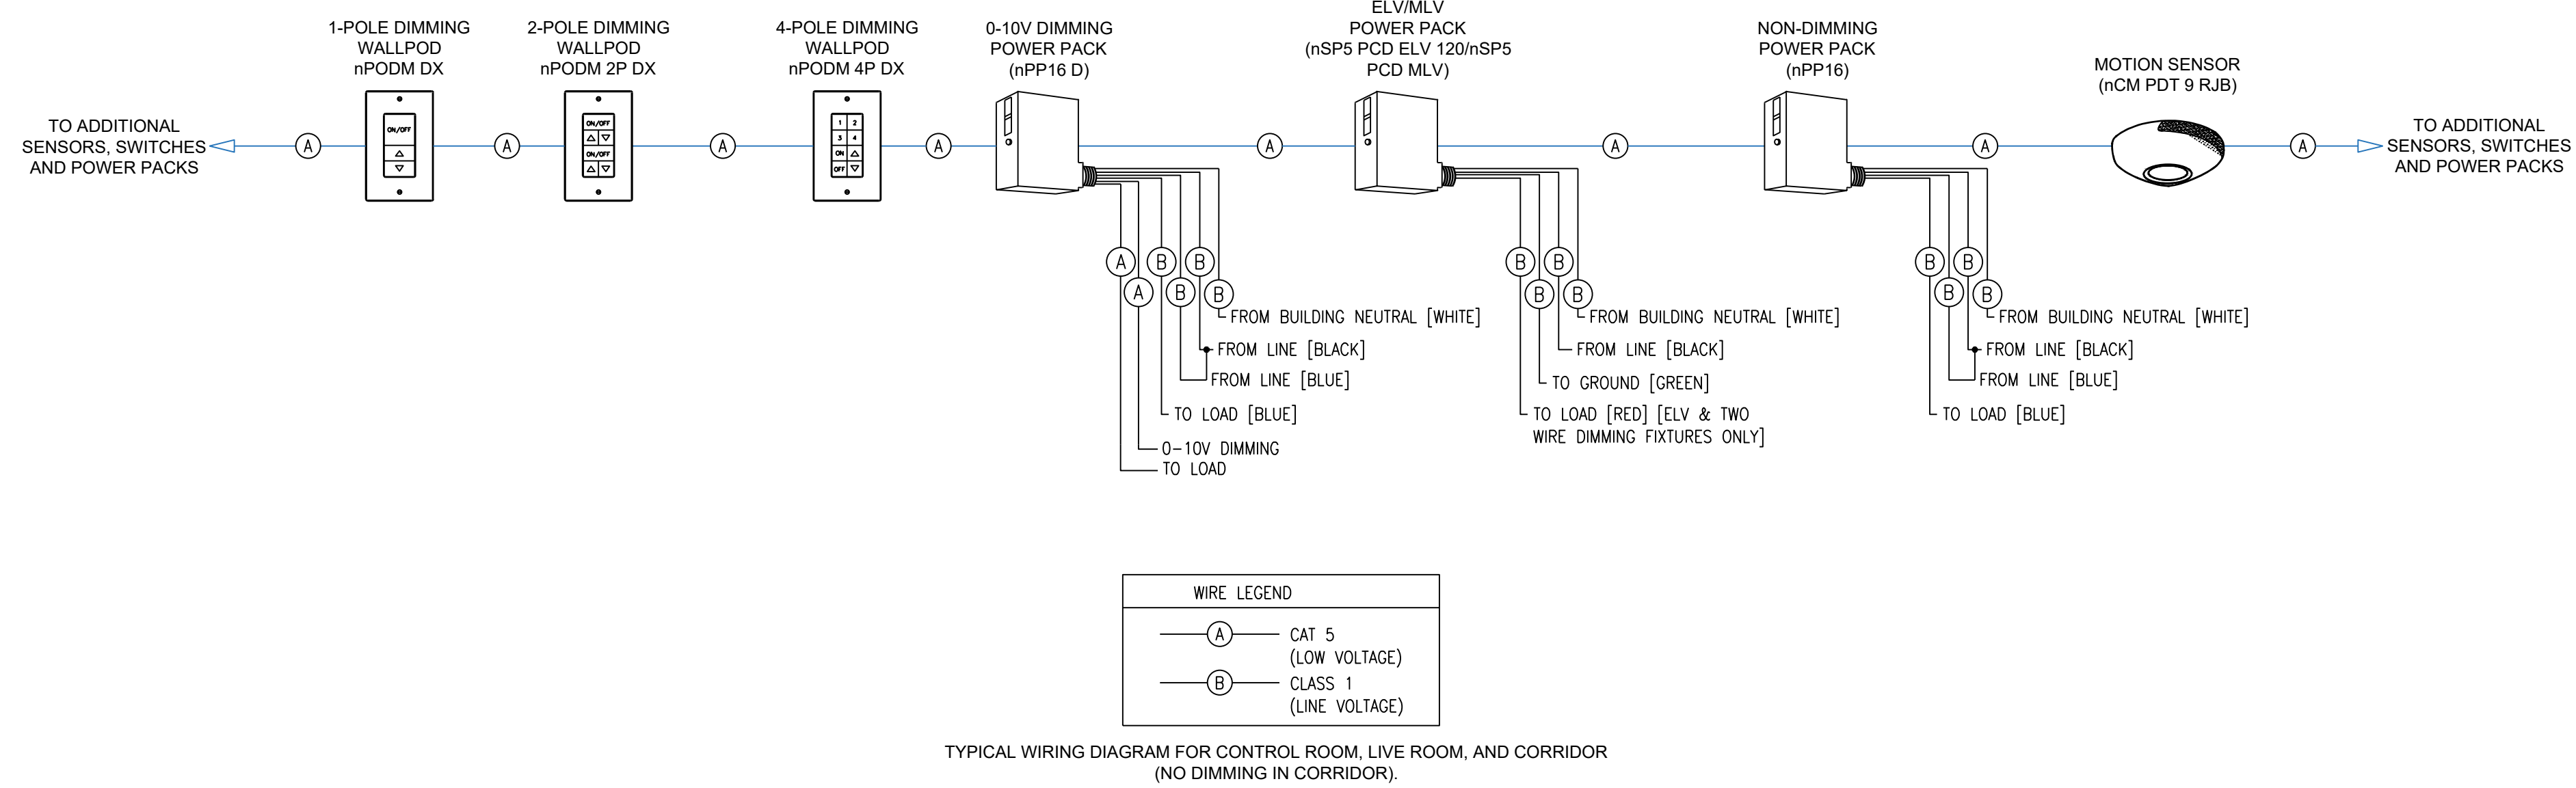 1-POLE DIMMING
WALLPOD
nPODM DX
2-POLE DIMMING
WALLPOD
nPODM 2P DX
4-POLE DIMMING
WALLPOD
nPODM 4P DX
0-10V DIMMING
POWER PACK
(nPP16 D)
ELV/MLV
POWER PACK
(nSP5 PCD ELV 120/nSP5
PCD MLV)
NON-DIMMING
POWER PACK
(nPP16)
MOTION SENSOR
(nCM PDT 9 RJB)
TO ADDITIONAL
SENSORS, SWITCHES
AND POWER PACKS
A
ON/OFF
A
ON/OFF
ON/OFF
A
1 2
3 4
ON
OFF
A
A
A
A
A
TO ADDITIONAL
SENSORS, SWITCHES
AND POWER PACKS
A
A
B
B
B
B
FROM BUILDING NEUTRAL [WHITE]
FROM LINE [BLACK]
FROM LINE [BLUE]
TO LOAD [BLUE]
0-10V DIMMING
TO LOAD
B
B
B
B
FROM BUILDING NEUTRAL [WHITE]
FROM LINE [BLACK]
TO GROUND [GREEN]
TO LOAD [RED] [ELV & TWO
WIRE DIMMING FIXTURES ONLY]
B
B
B
B
FROM BUILDING NEUTRAL [WHITE]
FROM LINE [BLACK]
FROM LINE [BLUE]
TO LOAD [BLUE]
WIRE LEGEND
A CAT 5
(LOW VOLTAGE)
B CLASS 1
(LINE VOLTAGE)
TYPICAL WIRING DIAGRAM FOR CONTROL ROOM, LIVE ROOM, AND CORRIDOR
(NO DIMMING IN CORRIDOR).